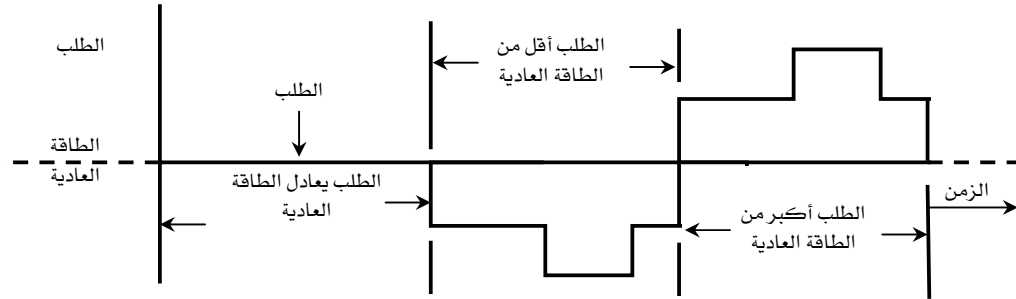 الطلب
الطلب أقل من
الطاقة العادية
الطلب
الطاقة
العادية
الطلب يعادل الطاقة
العادية
الزمن
الطلب أكبر من
الطاقة العادية